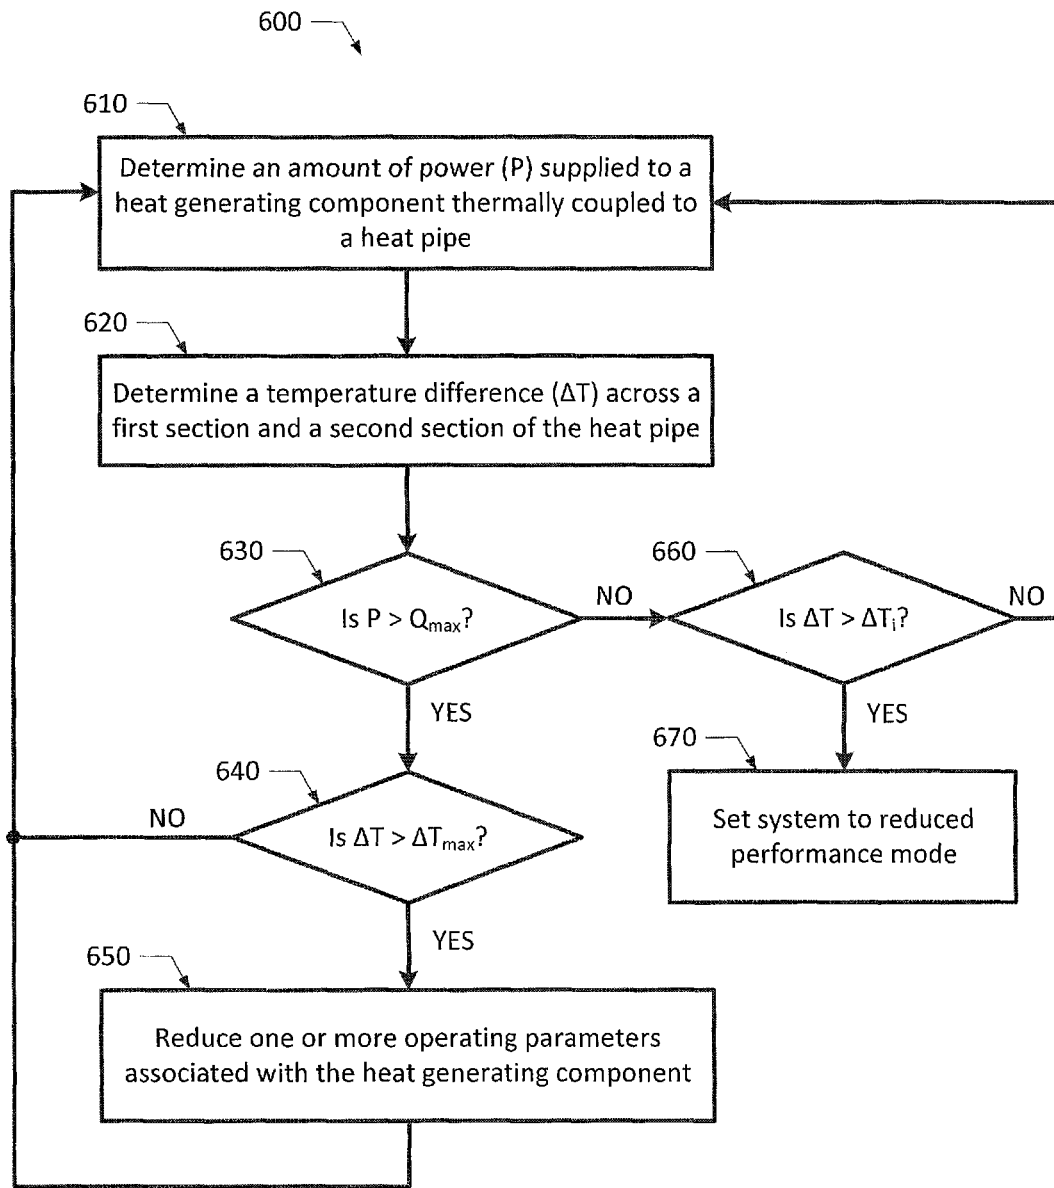 600
610
Determine an amount of power (P) supplied to a
heat generating component thermally coupled to
a heat pipe
620
Determine a temperature difference (ΔT) across a
first section and a second section of the heat pipe
630
Is P > Qmax?
NO
660
Is ΔT > ΔTi?
NO
YES
YES
640
Is ΔT > ΔTmax?
NO
670
Set system to reduced
performance mode
YES
650
Reduce one or more operating parameters
associated with the heat generating component